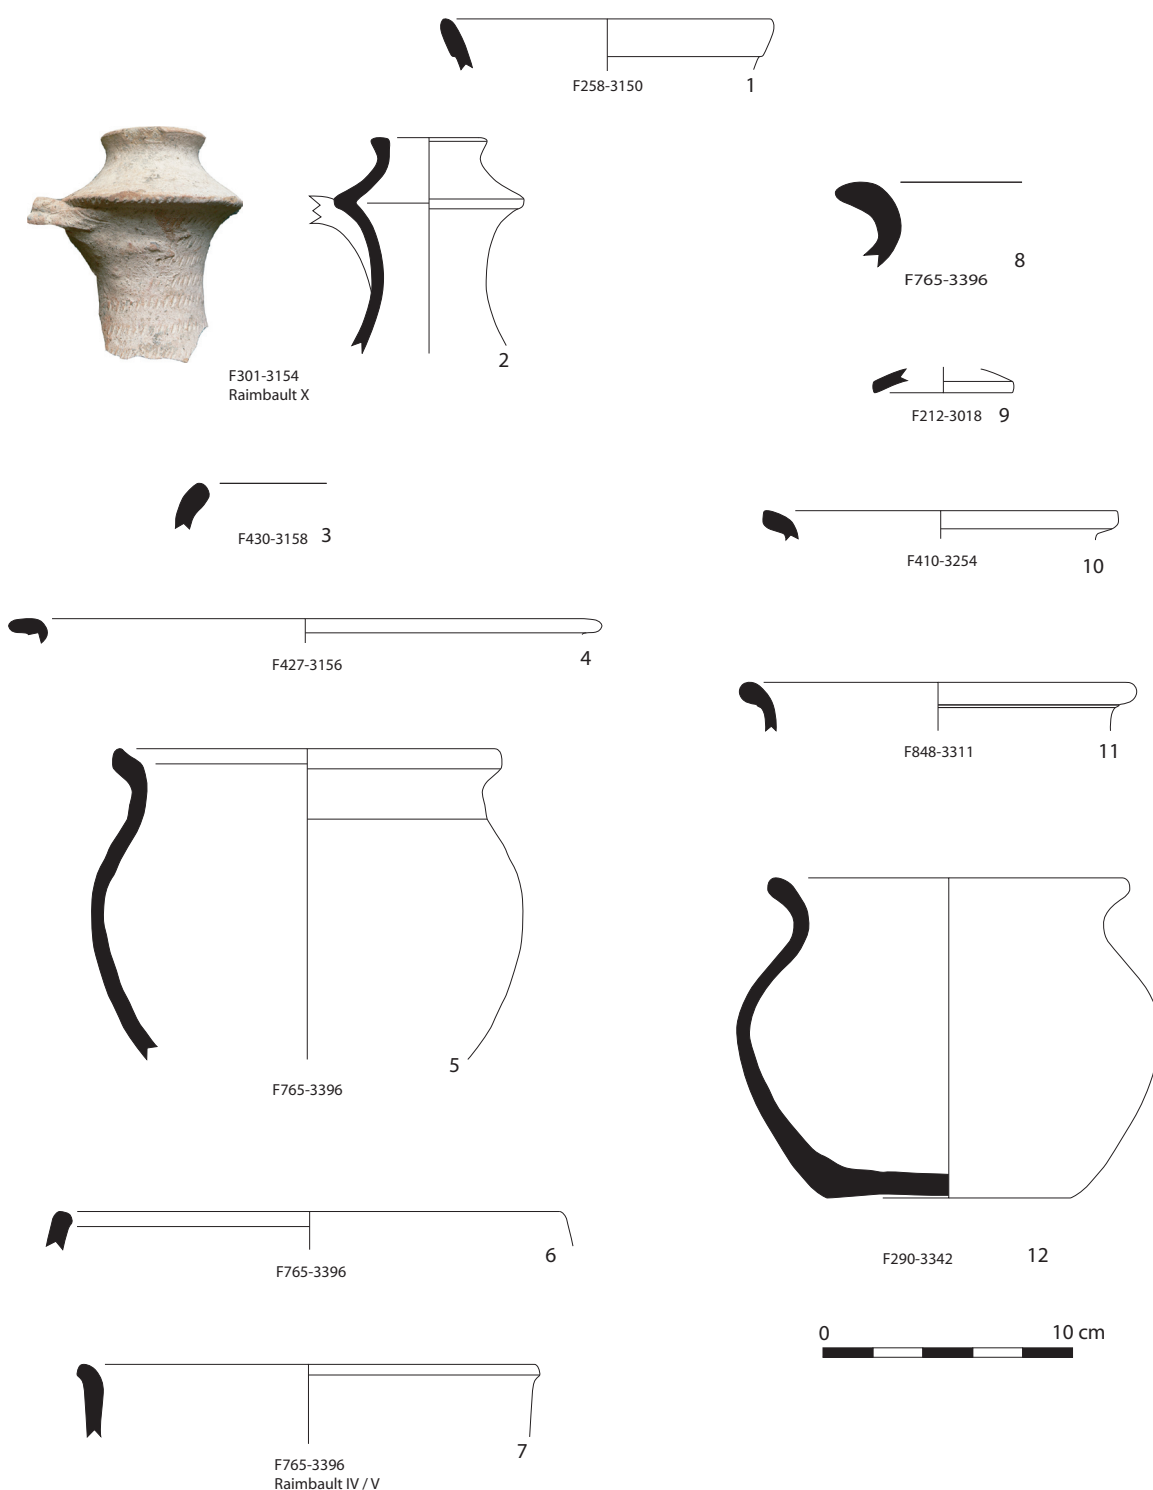 F258-3150
1
F301-3154
Raimbault X
2
F765-3396
8
F212-3018
9
F430-3158
3
F410-3254
10
F427-3156
4
F848-3311
11
F765-3396
5
F290-3342
12
F765-3396
6
0 10 cm
F765-3396
Raimbault IV / V
7